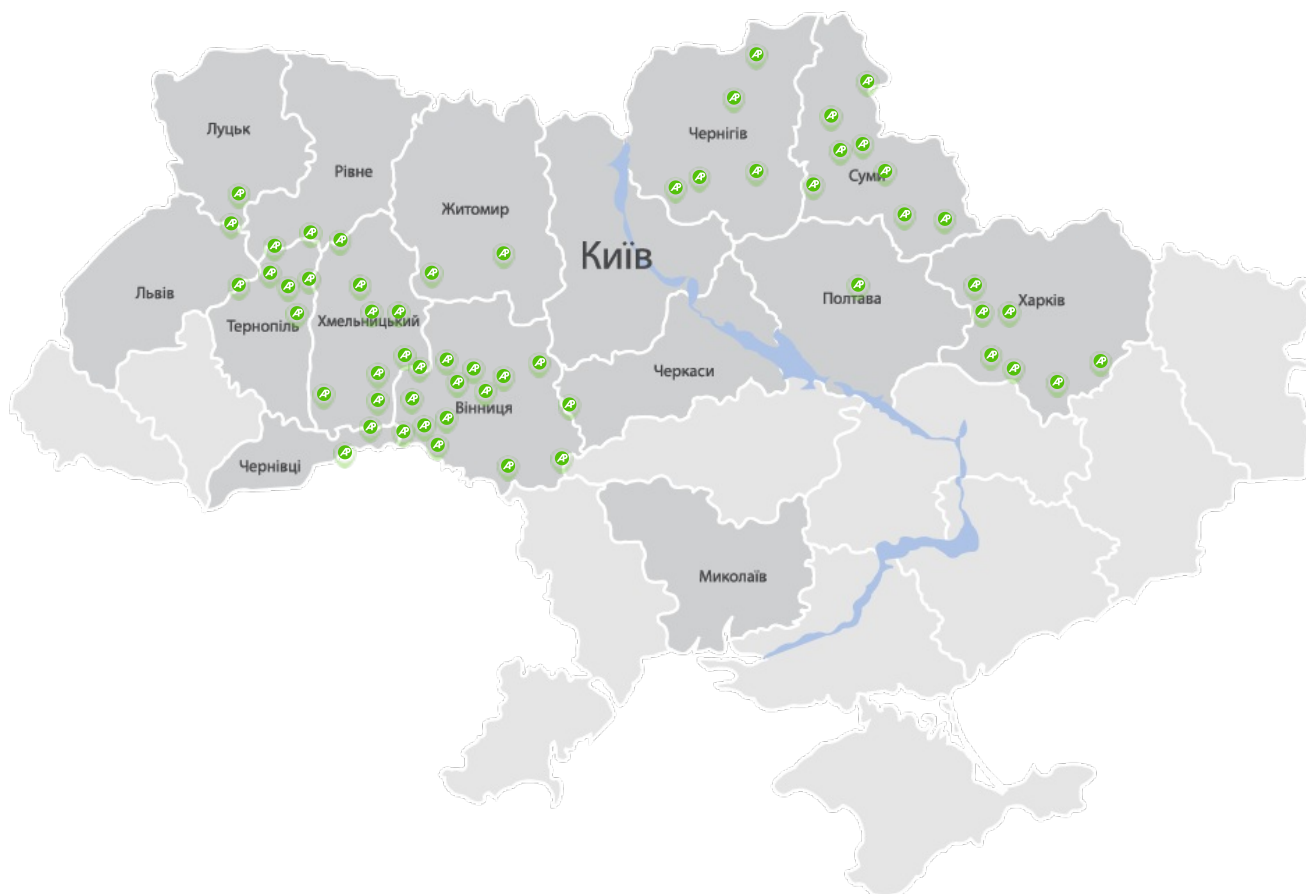 Луцьк
Чернігів
Рівне
Суми
Житомир
Київ
Львів
Полтава
Харків
Тернопіль
Хмельницький
Черкаси
Вінниця
Чернівці
Миколаїв